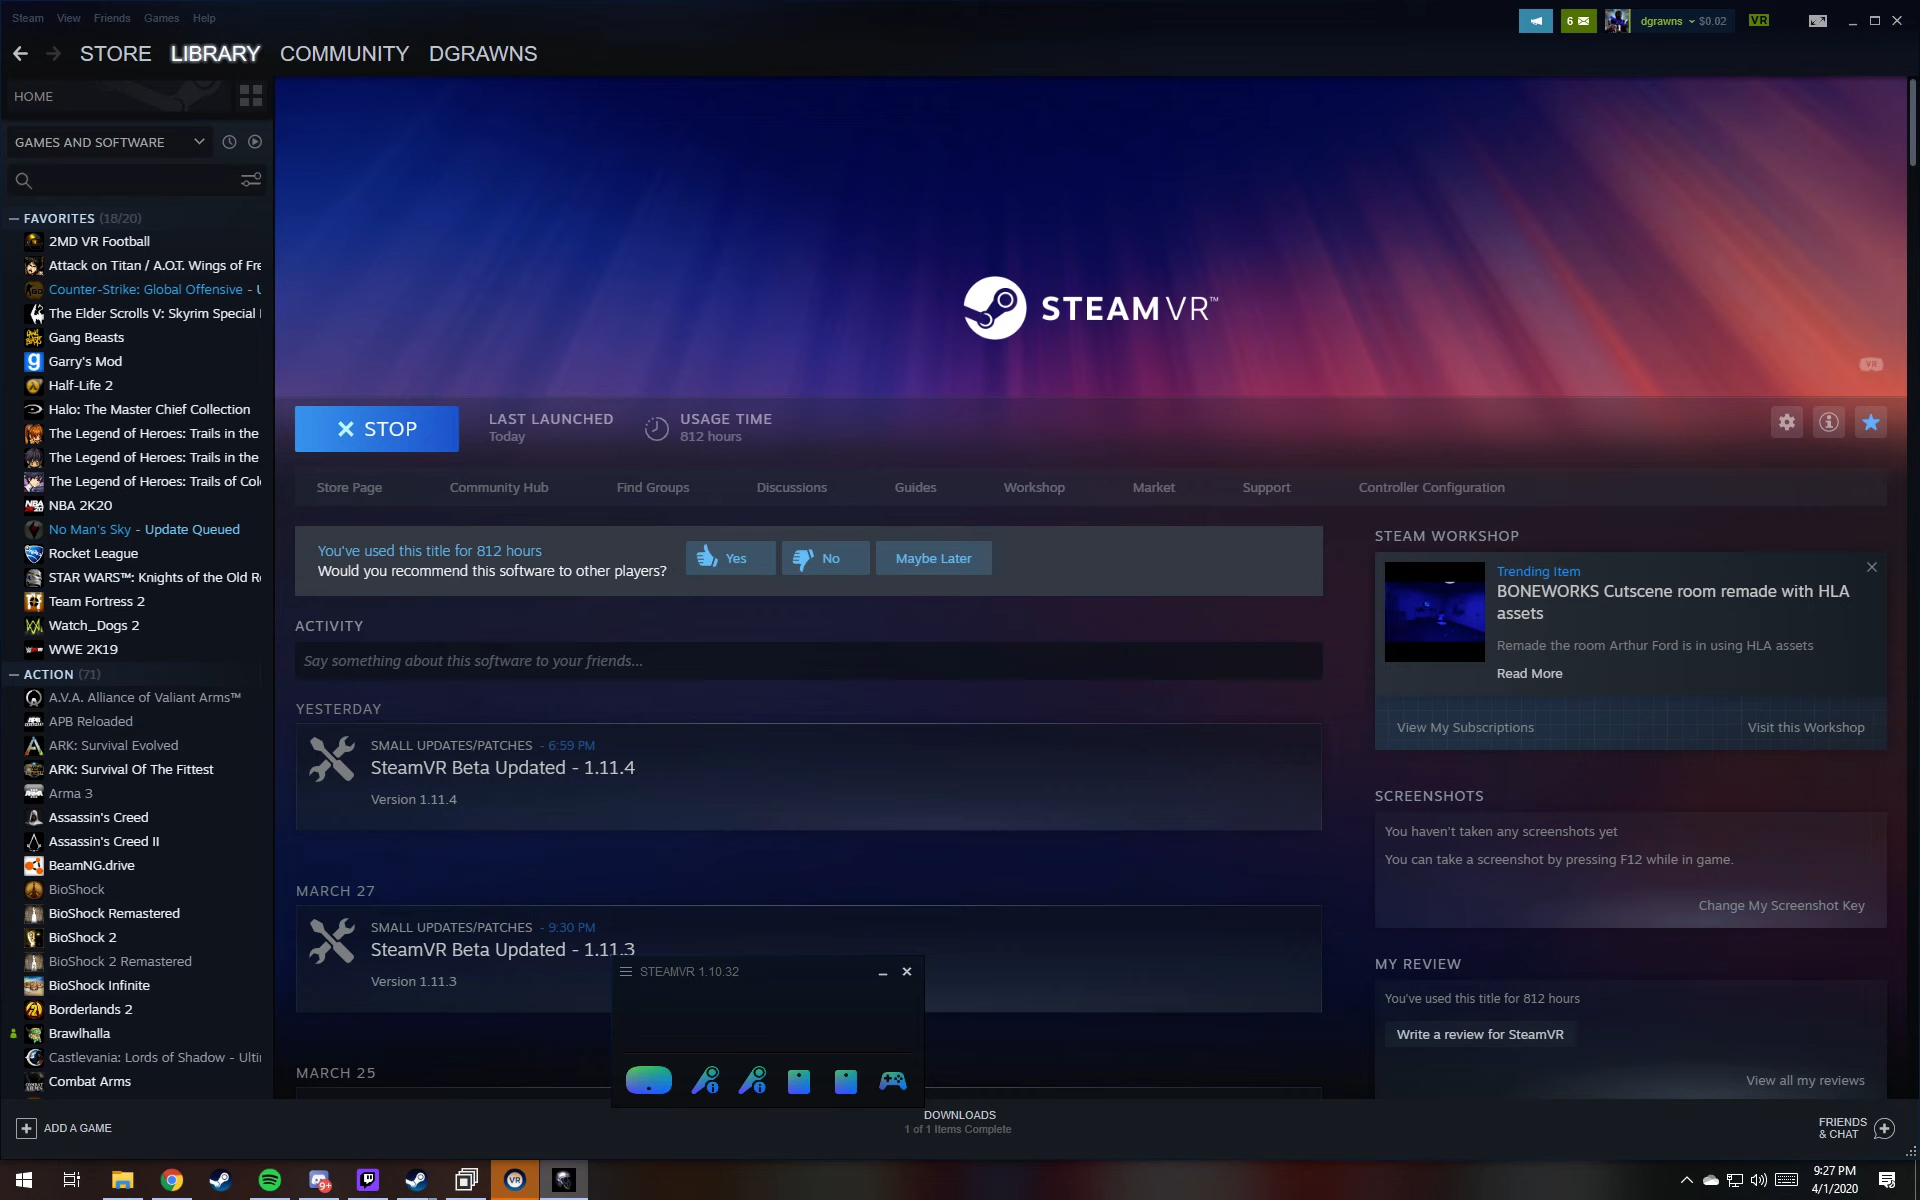 Steam View Friends Games Help
6 dgrawns $0.02 VR
STORE LIBRARY COMMUNITY DGRAWNS
HOME
GAMES AND SOFTWARE
FAVORITES (18/20)
2MD VR Football
Attack on Titan / A.O.T. Wings of Fre
Counter-Strike: Global Offensive - U
The Elder Scrolls V: Skyrim Special
Gang Beasts
Garry's Mod
Half-Life 2
Halo: The Master Chief Collection
The Legend of Heroes: Trails in the
The Legend of Heroes: Trails in the
The Legend of Heroes: Trails of Col
NBA 2K20
No Man's Sky - Update Queued
Rocket League
STAR WARS™: Knights of the Old Re
Team Fortress 2
Watch_Dogs 2
WWE 2K19
ACTION (71)
A.V.A. Alliance of Valiant Arms™
APB Reloaded
ARK: Survival Evolved
ARK: Survival Of The Fittest
Arma 3
Assassin's Creed
Assassin's Creed II
BeamNG.drive
BioShock
BioShock Remastered
BioShock 2
BioShock 2 Remastered
BioShock Infinite
Borderlands 2
Brawlhalla
Castlevania: Lords of Shadow - Ulti
Combat Arms
ADD A GAME
STEAMVR™
STOP
LAST LAUNCHED
Today
USAGE TIME
812 hours
Store Page Community Hub Find Groups Discussions Guides Workshop Market Support Controller Configuration
You've used this title for 812 hours
Would you recommend this software to other players?
Yes No Maybe Later
ACTIVITY
Say something about this software to your friends...
YESTERDAY
SMALL UPDATES/PATCHES - 6:59 PM
SteamVR Beta Updated - 1.11.4
Version 1.11.4
MARCH 27
SMALL UPDATES/PATCHES - 9:30 PM
SteamVR Beta Updated - 1.11.3
Version 1.11.3
MARCH 25
STEAMVR 1.10.32
STEAM WORKSHOP
Trending Item
BONEWORKS Cutscene room remade with HLA
assets
Remade the room Arthur Ford is in using HLA assets
Read More
View My Subscriptions Visit this Workshop
SCREENSHOTS
You haven't taken any screenshots yet
You can take a screenshot by pressing F12 while in game.
Change My Screenshot Key
MY REVIEW
You've used this title for 812 hours
Write a review for SteamVR
View all my reviews
DOWNLOADS
1 of 1 Items Complete
FRIENDS
& CHAT
9+
VR
9:27 PM
4/1/2020